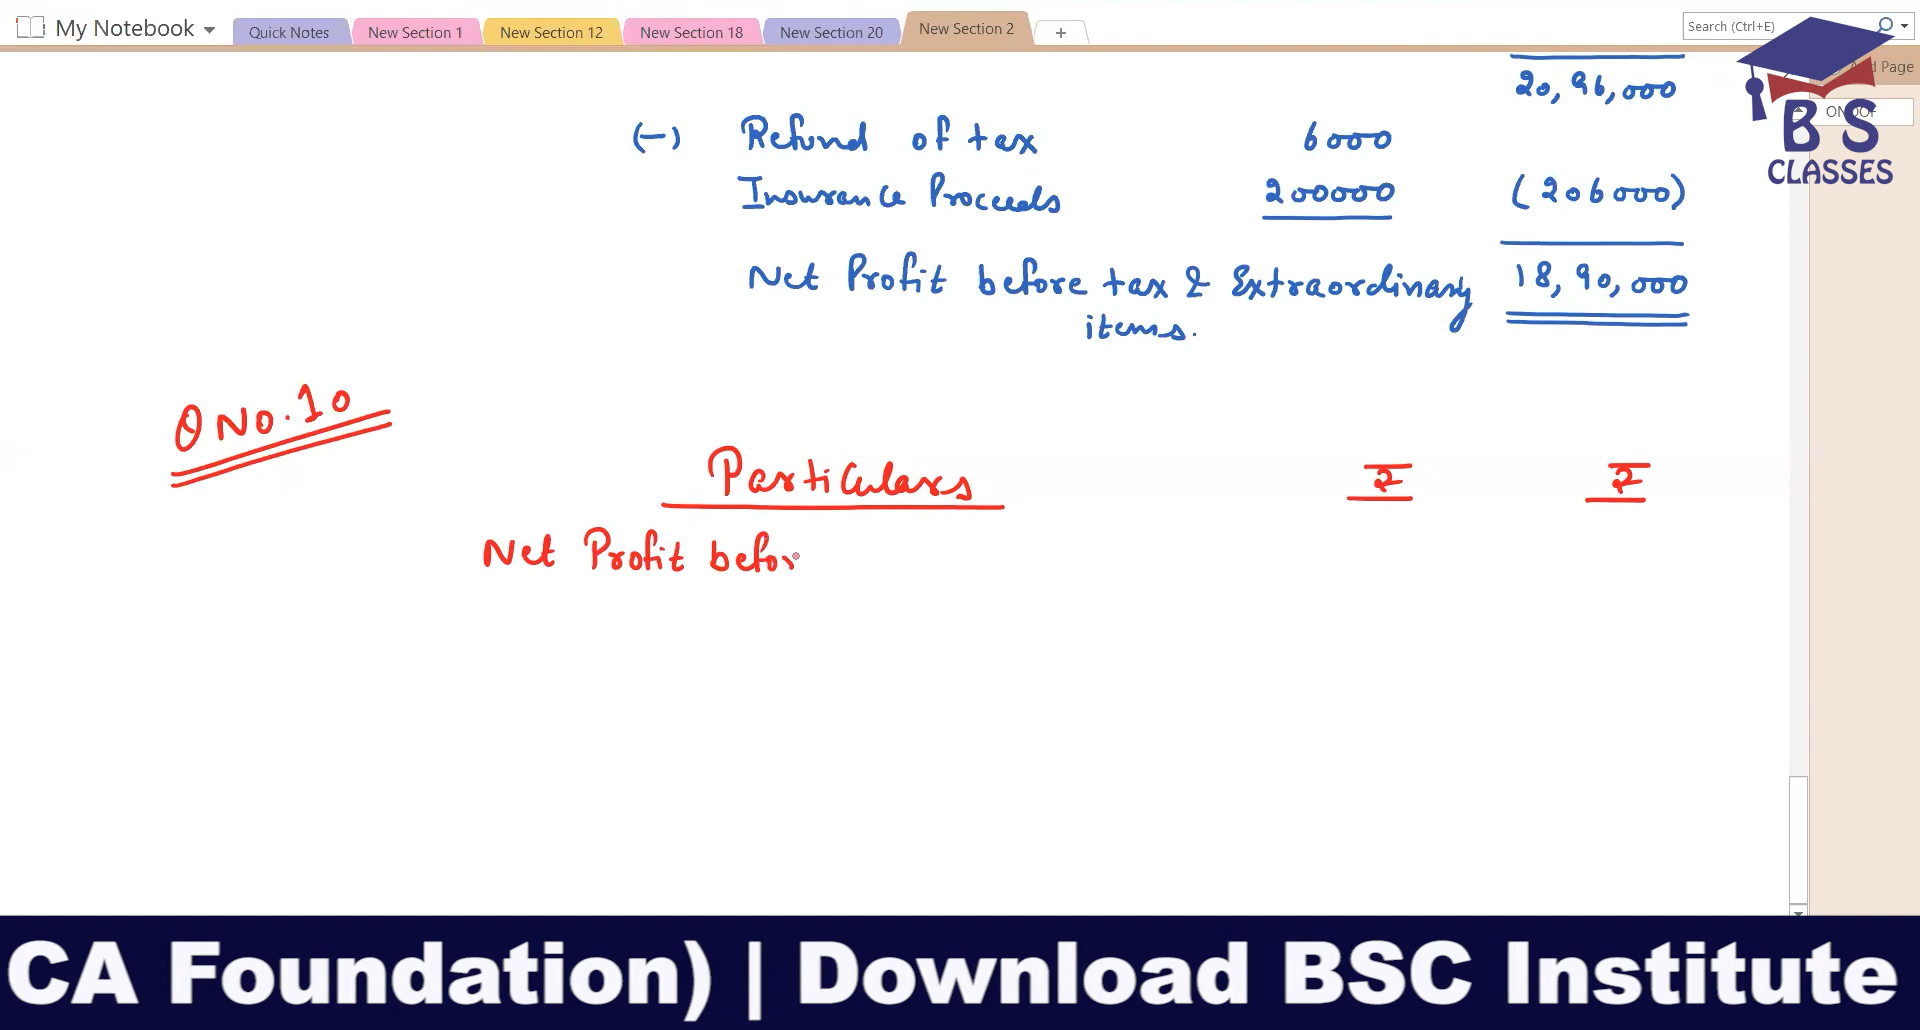 My Notebook
Quick Notes
New Section 1
New Section 12
New Section 18
New Section 20
New Section 2
+
Search (Ctrl+E)
d Page
B S
CLASSES
20,96,000
(-) Refund of tax 6000
Insurance Proceeds 200000 (206000)
Net Profit before tax & Extraordinary 18,90,000
items.
Q No. 10
Particulars ₹ ₹
Net Profit befor
CA Foundation) | Download BSC Institute